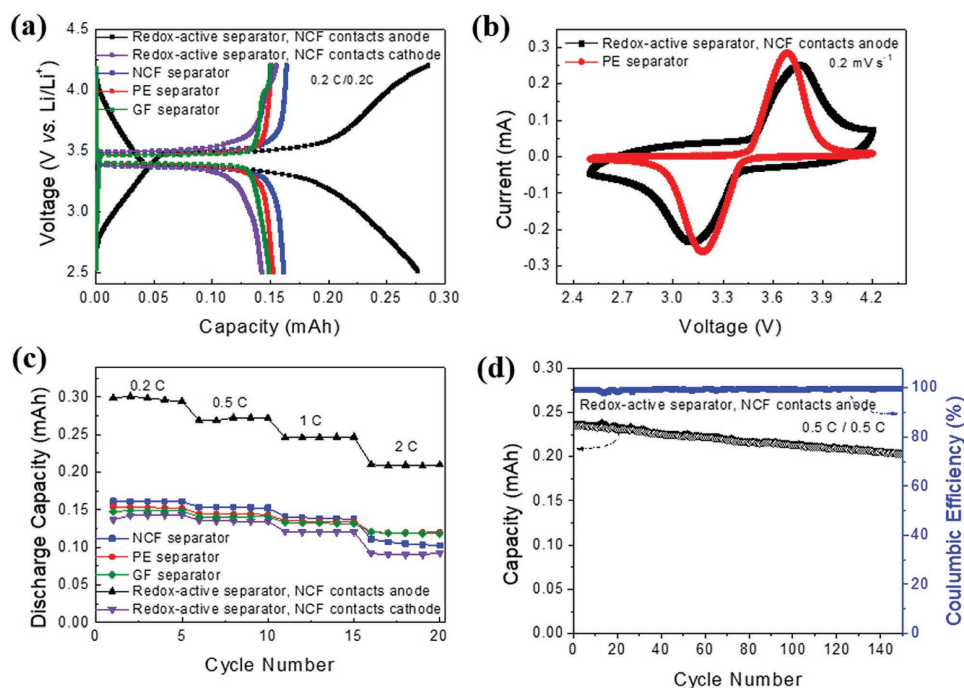 (a)
Redox-active separator, NCF contacts anode
Redox-active separator, NCF contacts cathode
NCF separator
PE separator
GF separator
0.2 C/0.2C
4.5
4.0
3.5
3.0
2.5
Voltage (V vs. Li/Li⁺)
0.00 0.05 0.10 0.15 0.20 0.25 0.30
Capacity (mAh)
(b)
Redox-active separator, NCF contacts anode
PE separator
0.2 mV s⁻¹
0.3
0.2
0.1
0.0
0.1
0.2
-0.3
Current (mA)
2.4 2.7 3.0 3.3 3.6 3.9 4.2
Voltage (V)
(c)
0.2 C
0.5 C
1 C
2 C
NCF separator
PE separator
GF separator
Redox-active separator, NCF contacts anode
Redox-active separator, NCF contacts cathode
0.30
0.25
0.20
0.15
0.10
0.05
0.00
Discharge Capacity (mAh)
0 5 10 15 20
Cycle Number
(d)
Redox-active separator, NCF contacts anode
0.5 C / 0.5 C
0.30
0.25
0.20
0.15
0.10
0.05
0.00
Capacity (mAh)
0 20 40 60 80 100 120 140
Cycle Number
100
80
60
40
20
0
Coulumbic Efficiency (%)